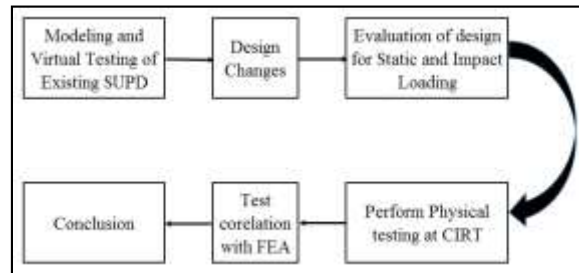 Modeling and
Virtual Testing of
Existing SUPD
Design
Changes
Evaluation of design
for Static and Impact
Loading
Perform Physical
testing at CIRT
Test
corelation
with FEA
Conclusion